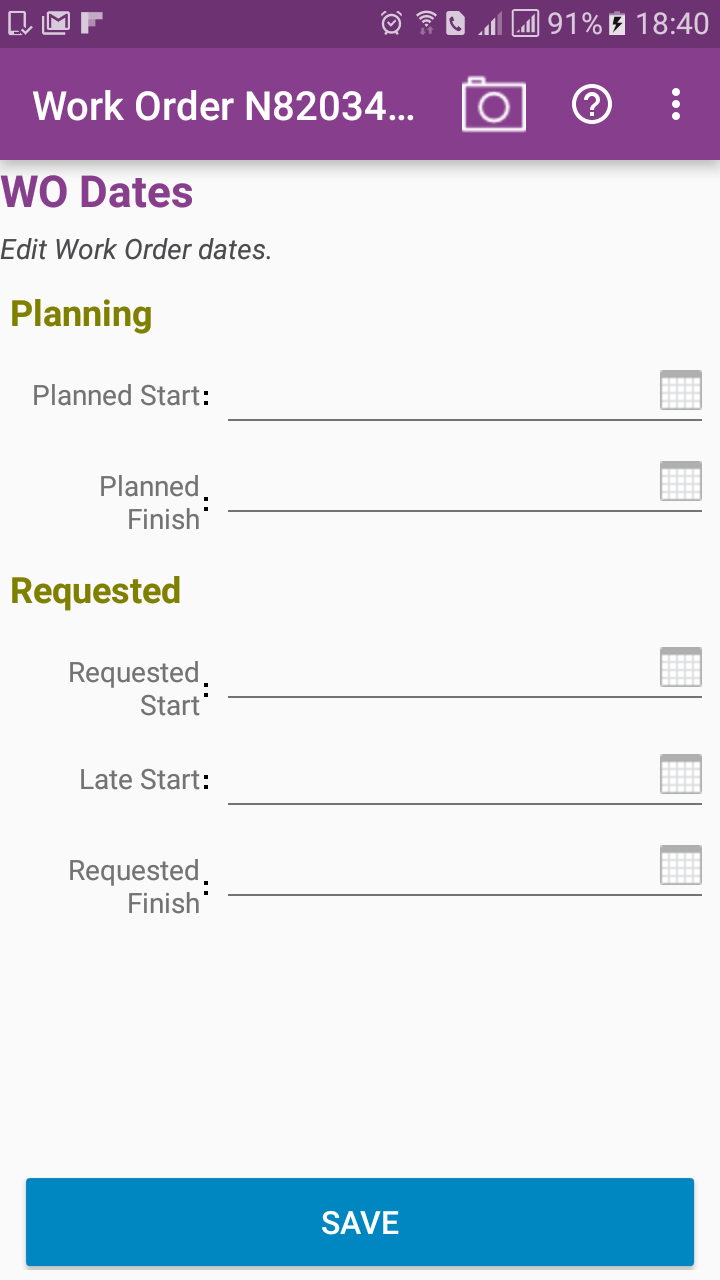 91% 18:40
Work Order N82034...
WO Dates
Edit Work Order dates.
Planning
Planned Start:
Planned
Finish:
Requested
Requested
Start:
Late Start:
Requested
Finish:
SAVE